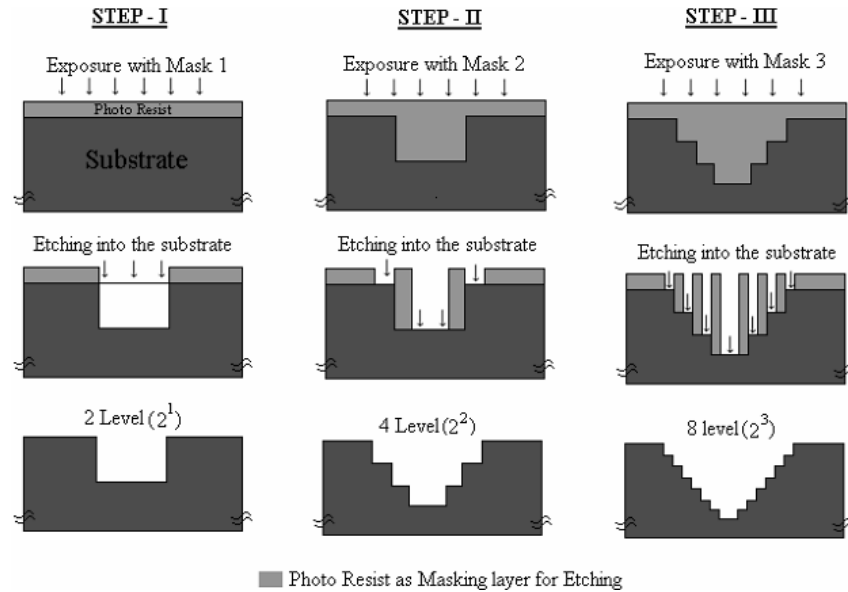 STEP - I
STEP - II
STEP - III
Exposure with Mask 1
Exposure with Mask 2
Exposure with Mask 3
Photo Resist
Substrate
Etching into the substrate
Etching into the substrate
Etching into the substrate
2 Level (2¹)
4 Level (2²)
8 level (2³)
Photo Resist as Masking layer for Etching